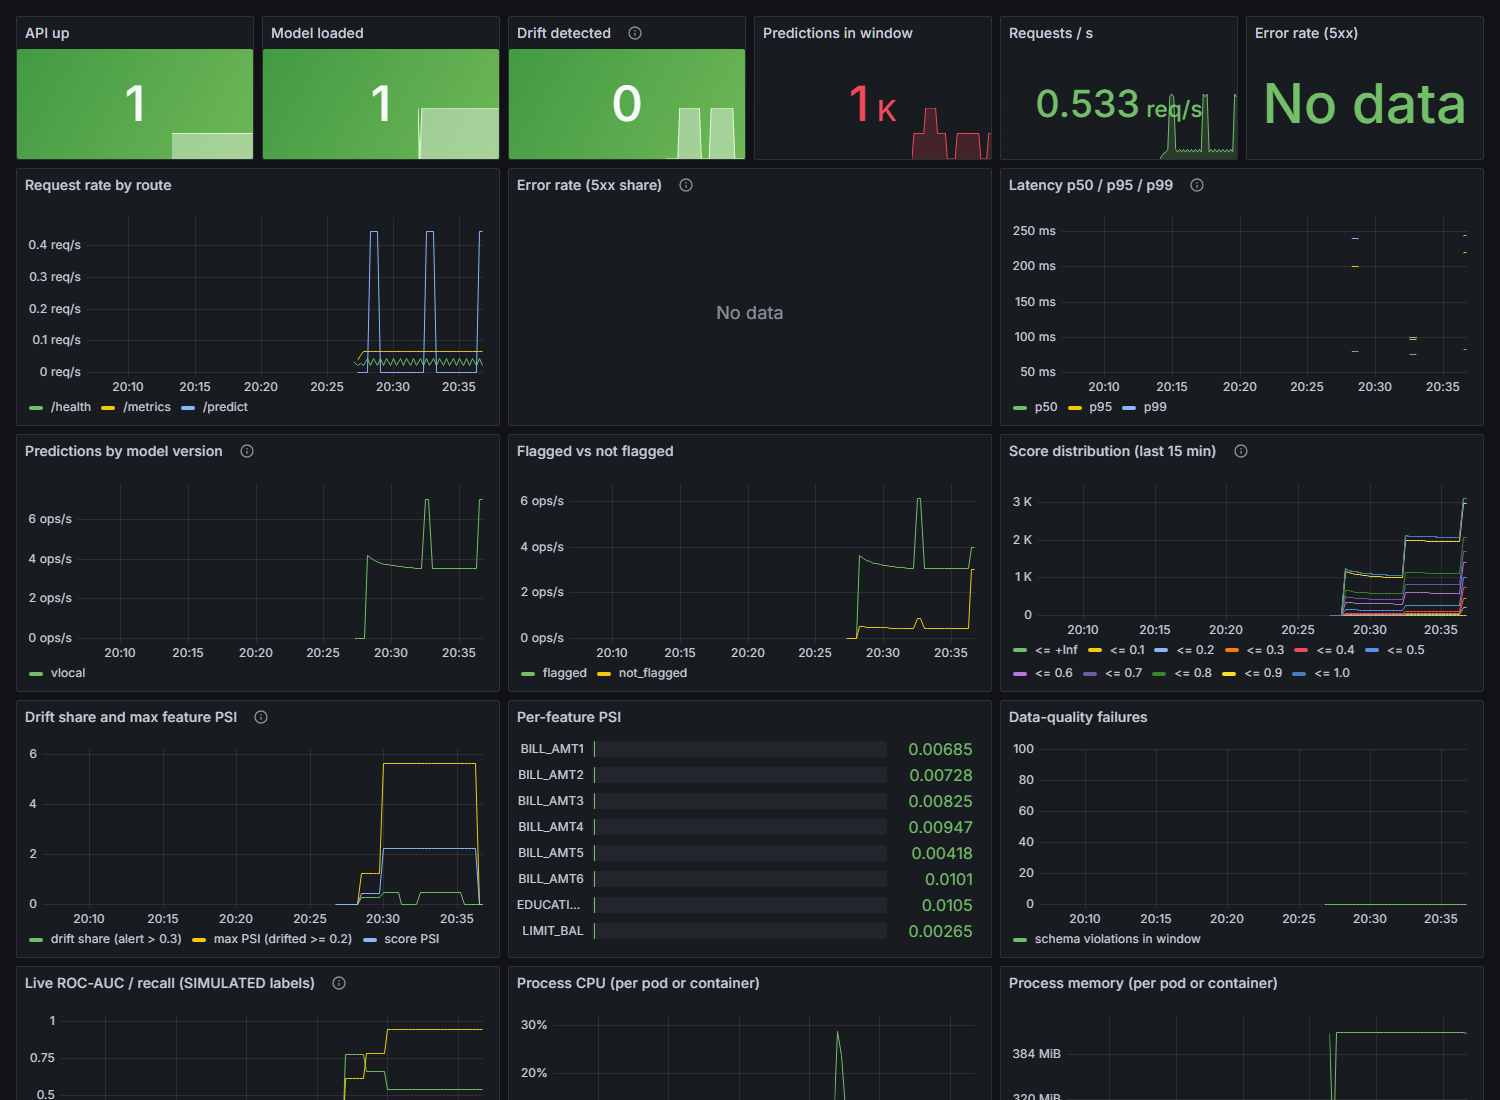 API up
Model loaded
Drift detected
Predictions in window
Requests / s
Error rate (5xx)
1
1
0
1 K
0.533 req/s
No data
Request rate by route
0.4 req/s
0.3 req/s
0.2 req/s
0.1 req/s
0 req/s
20:10 20:15 20:20 20:25 20:30 20:35
/health /metrics /predict
Error rate (5xx share)
No data
Latency p50 / p95 / p99
250 ms
200 ms
150 ms
100 ms
50 ms
20:10 20:15 20:20 20:25 20:30 20:35
p50 p95 p99
Predictions by model version
6 ops/s
4 ops/s
2 ops/s
0 ops/s
20:10 20:15 20:20 20:25 20:30 20:35
vlocal
Flagged vs not flagged
6 ops/s
4 ops/s
2 ops/s
0 ops/s
20:10 20:15 20:20 20:25 20:30 20:35
flagged not_flagged
Score distribution (last 15 min)
3 K
2 K
1 K
0
20:10 20:15 20:20 20:25 20:30 20:35
<= +Inf <= 0.1 <= 0.2 <= 0.3 <= 0.4 <= 0.5
<= 0.6 <= 0.7 <= 0.8 <= 0.9 <= 1.0
Drift share and max feature PSI
6
4
2
0
20:10 20:15 20:20 20:25 20:30 20:35
drift share (alert > 0.3) max PSI (drifted >= 0.2) score PSI
Per-feature PSI
BILL_AMT1 0.00685
BILL_AMT2 0.00728
BILL_AMT3 0.00825
BILL_AMT4 0.00947
BILL_AMT5 0.00418
BILL_AMT6 0.0101
EDUCATI... 0.0105
LIMIT_BAL 0.00265
Data-quality failures
100
80
60
40
20
0
20:10 20:15 20:20 20:25 20:30 20:35
schema violations in window
Live ROC-AUC / recall (SIMULATED labels)
1
0.75
0.5
Process CPU (per pod or container)
30%
20%
Process memory (per pod or container)
384 MiB
320 MiB